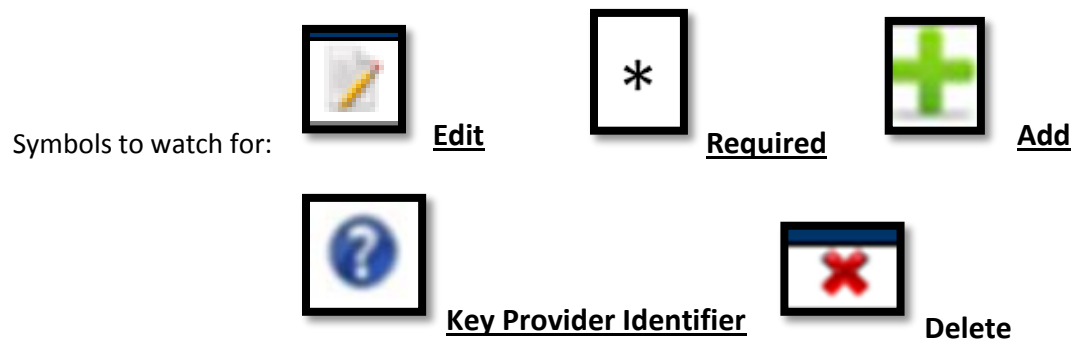 *
Symbols to watch for: Edit Required Add
?
Key Provider Identifier Delete